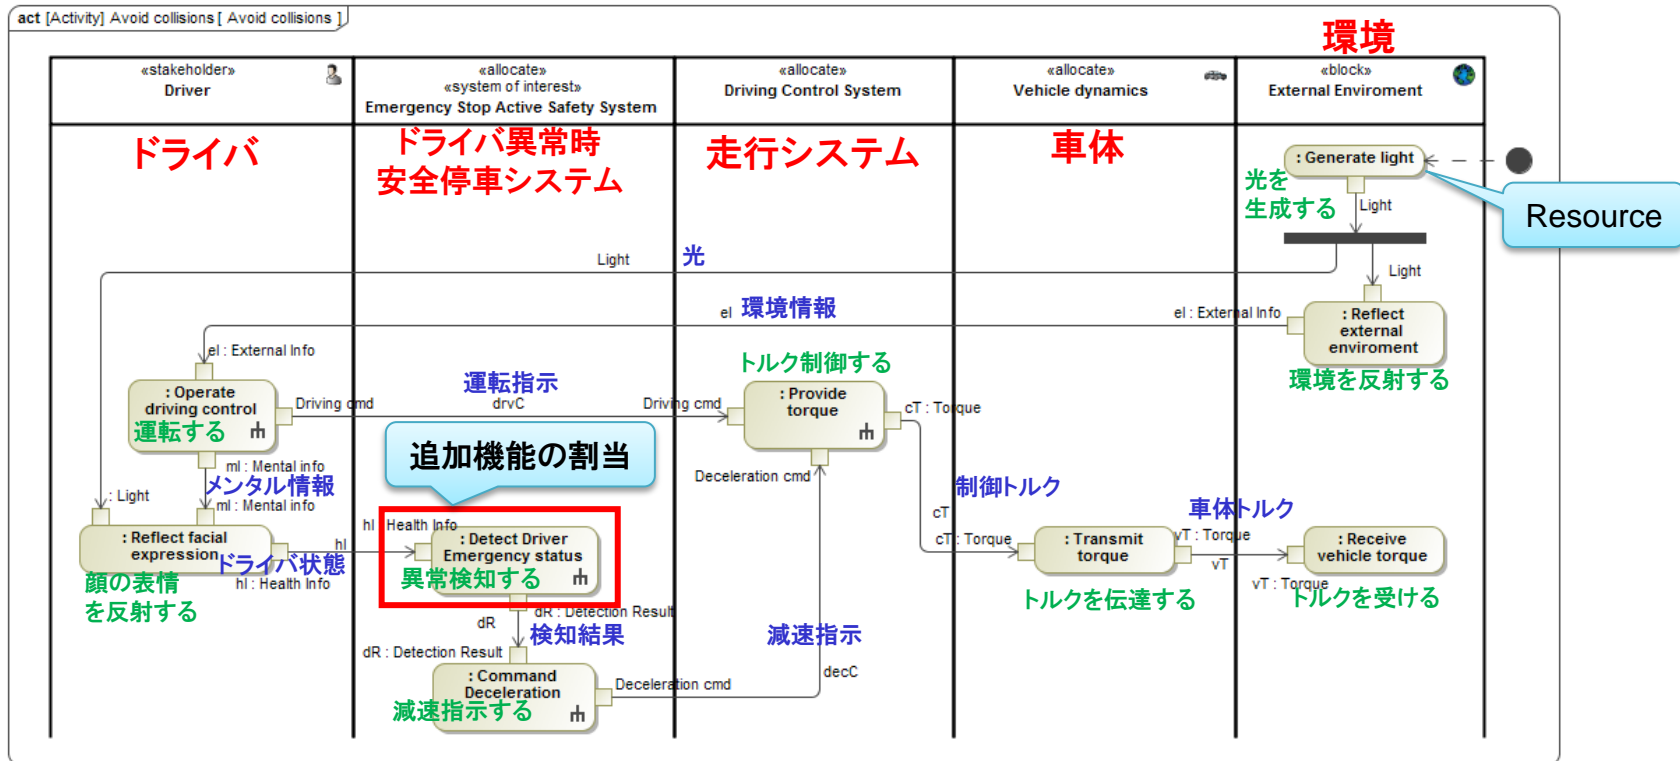 act [Activity] Avoid collisions [ Avoid collisions ]
環境
«stakeholder»
Driver
«allocate»
«system of interest»
Emergency Stop Active Safety System
«allocate»
Driving Control System
«allocate»
Vehicle dynamics
«block»
External Enviroment
ドライバ
ドライバ異常時
安全停車システム
走行システム
車体
: Generate light
光を
生成する
Light
Resource
Light
光
Light
eI
環境情報
eI : External Info
: Reflect
external
enviroment
環境を反射する
eI : External Info
: Operate
driving control
運転する
Driving cmd
運転指示
drvC
Driving cmd
トルク制御する
: Provide
torque
cT : Torque
追加機能の割当
mI : Mental info
メンタル情報
mI : Mental info
: Light
Deceleration cmd
制御トルク
cT
cT : Torque
車体トルク
vT : Torque
: Reflect facial
expression
ドライバ状態
hI
hI : Health Info
顔の表情
を反射する
hI : Health Info
: Detect Driver
Emergency status
異常検知する
: Transmit
torque
トルクを伝達する
vT
: Receive
vehicle torque
vT : Torque
トルクを受ける
dR : Detection Result
dR
検知結果
dR : Detection Result
減速指示
decC
: Command
Deceleration
減速指示する
Deceleration cmd